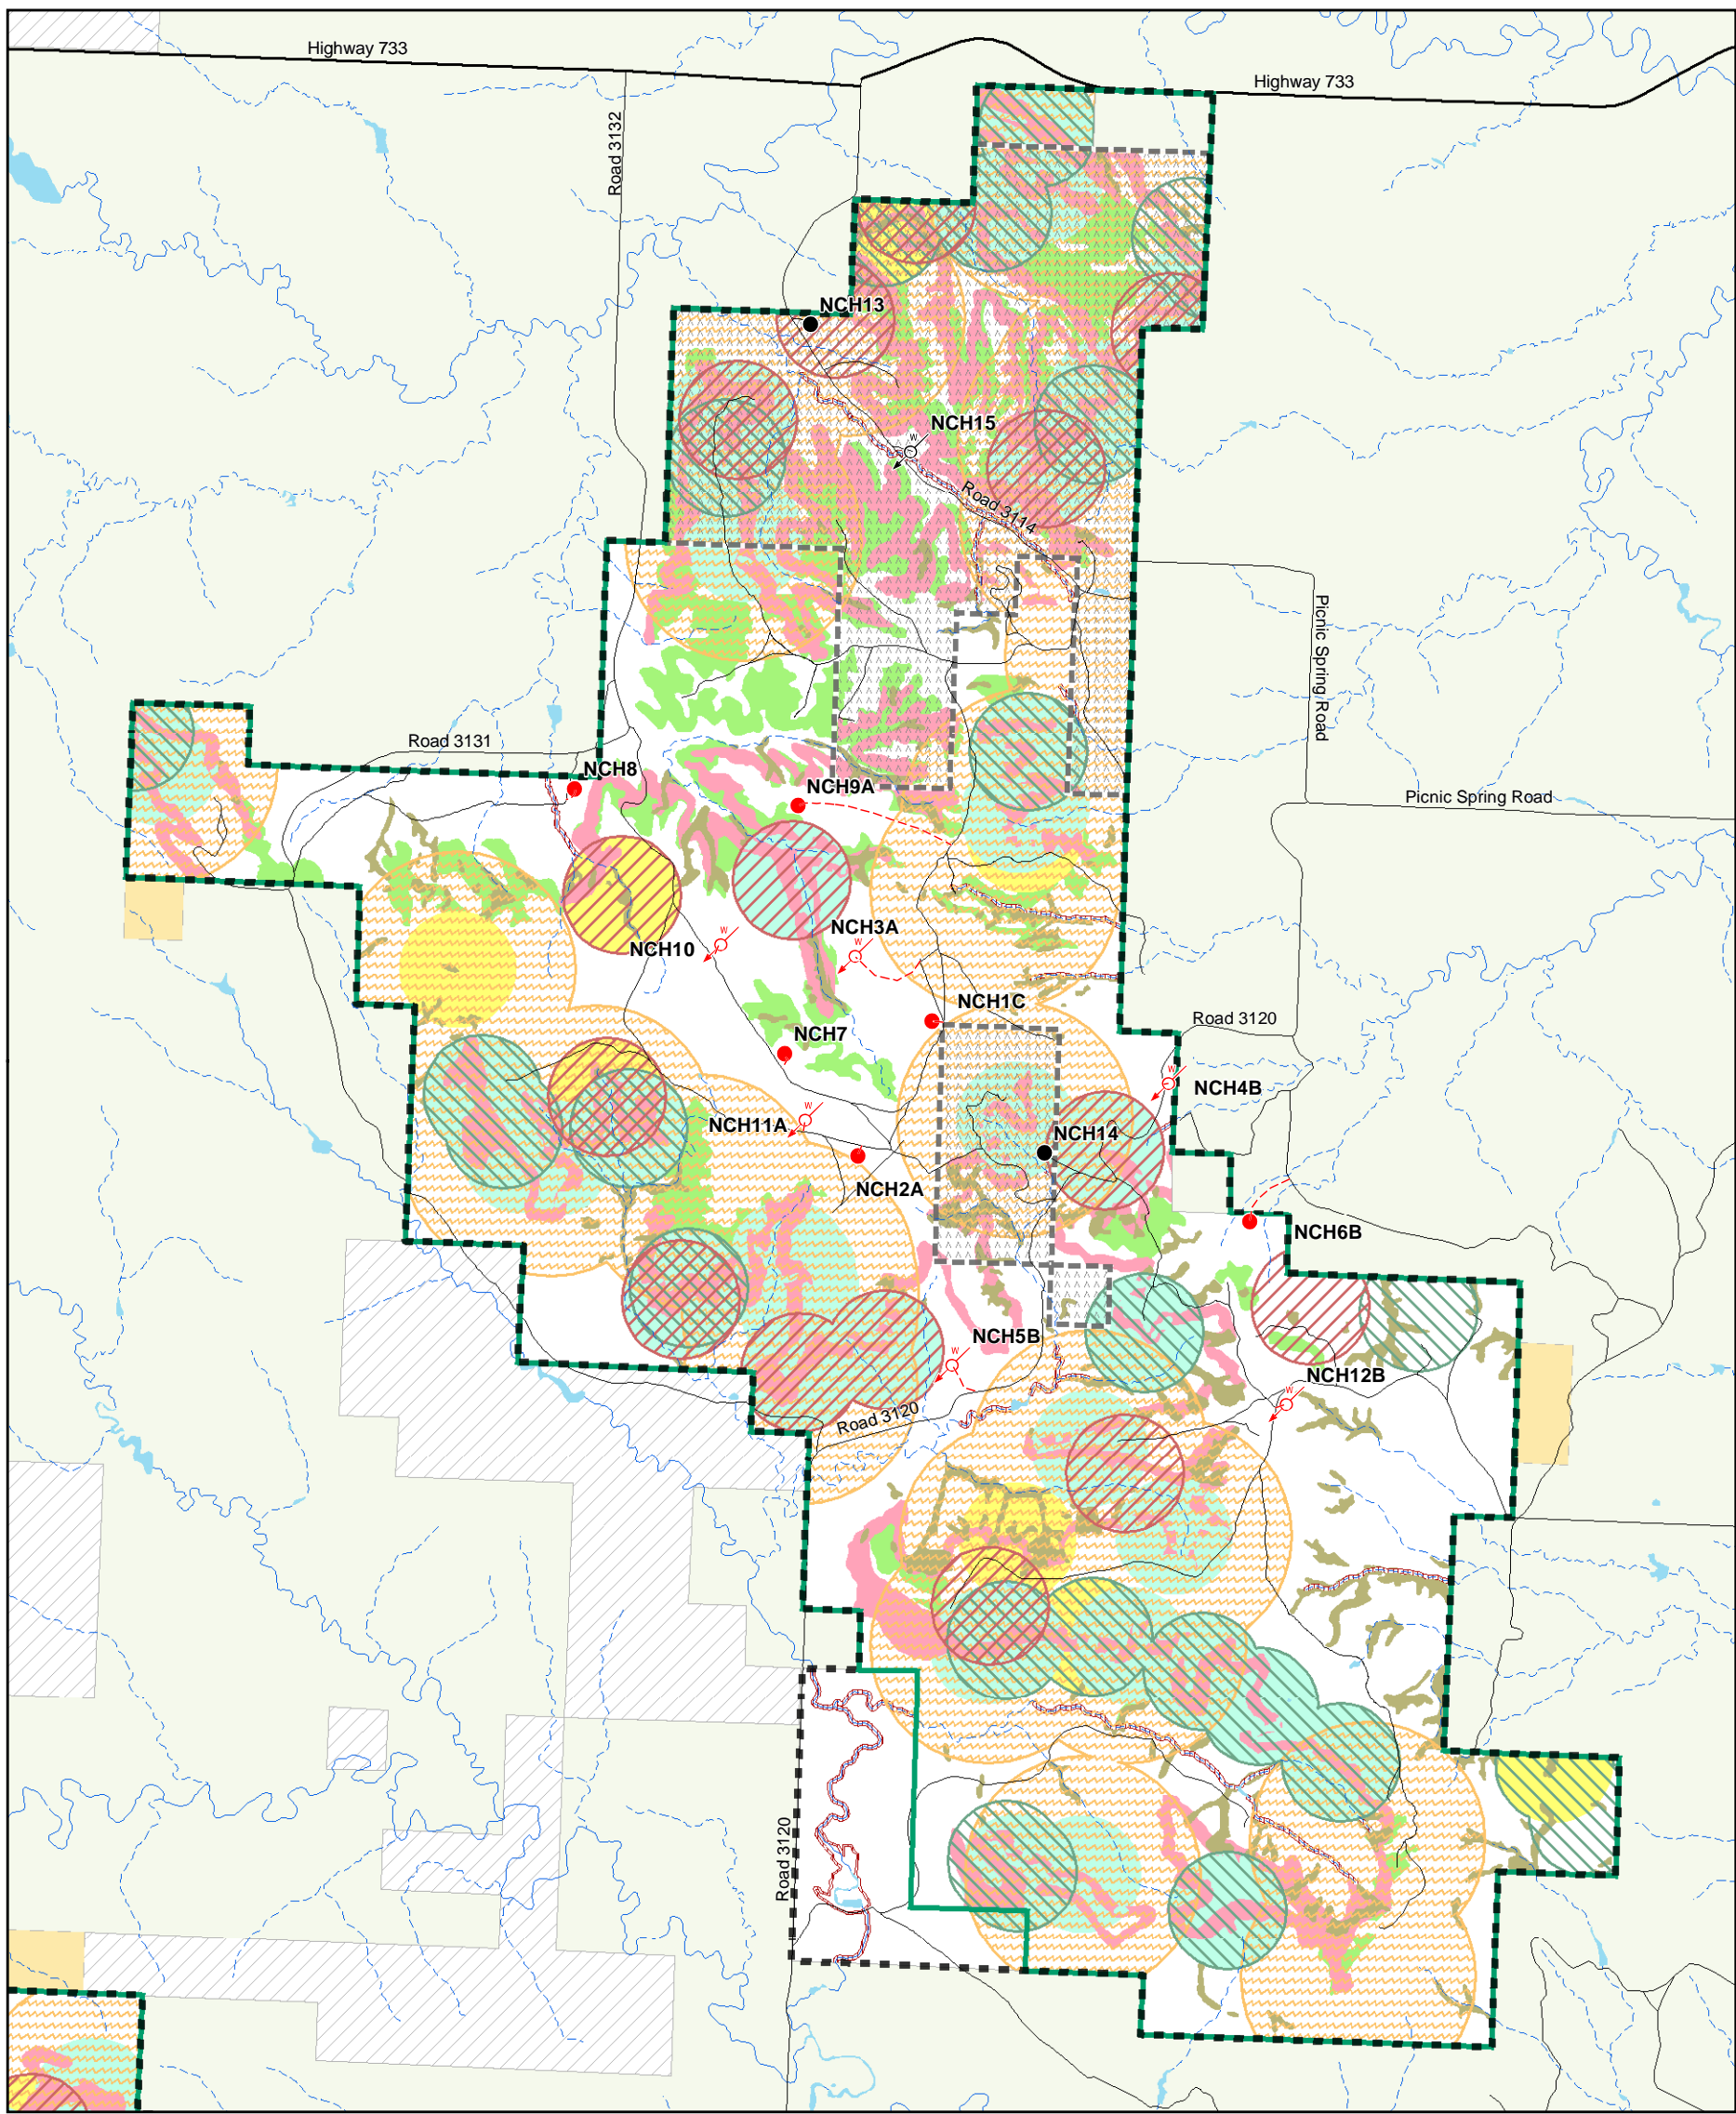 Highway 733
Highway 733
Road 3132
NCH13
NCH15
W
Road 3114
Picnic Spring Road
Road 3131
NCH8
NCH9A
Picnic Spring Road
NCH3A
W
W
NCH10
NCH1C
Road 3120
NCH7
W
NCH4B
W
NCH11A
NCH14
NCH2A
NCH6B
NCH5B
W
NCH12B
W
Road 3120
Road 3120